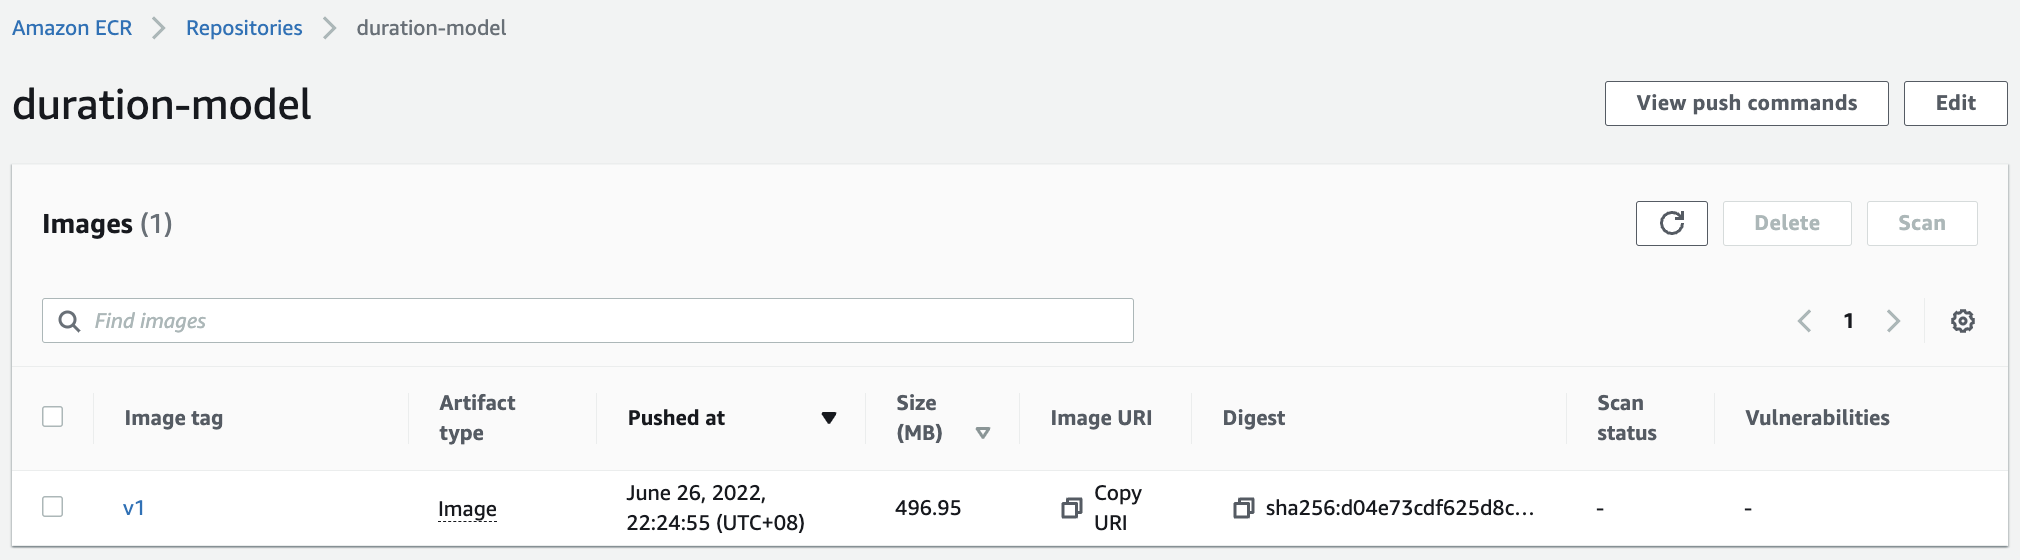 Amazon ECR Repositories duration-model
duration-model
View push commands Edit
Images (1)
Delete Scan
Find images
1
Image tag Artifact type Pushed at Size (MB) Image URI Digest Scan status Vulnerabilities
v1 Image June 26, 2022, 22:24:55 (UTC+08) 496.95 Copy URI sha256:d04e73cdf625d8c... - -